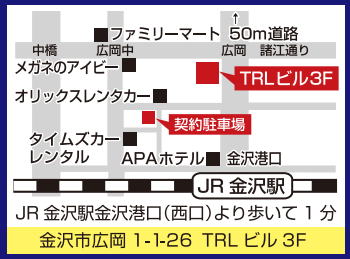 ↑
ファミリーマート 50m道路
中橋 広岡中 広岡 諸江通り
メガネのアイビー
TRLビル3F
オリックスレンタカー
契約駐車場
タイムズカー
レンタル
APAホテル 金沢港口
JR 金沢駅
JR 金沢駅金沢港口(西口)より歩いて 1 分
金沢市広岡 1-1-26 TRL ビル 3F